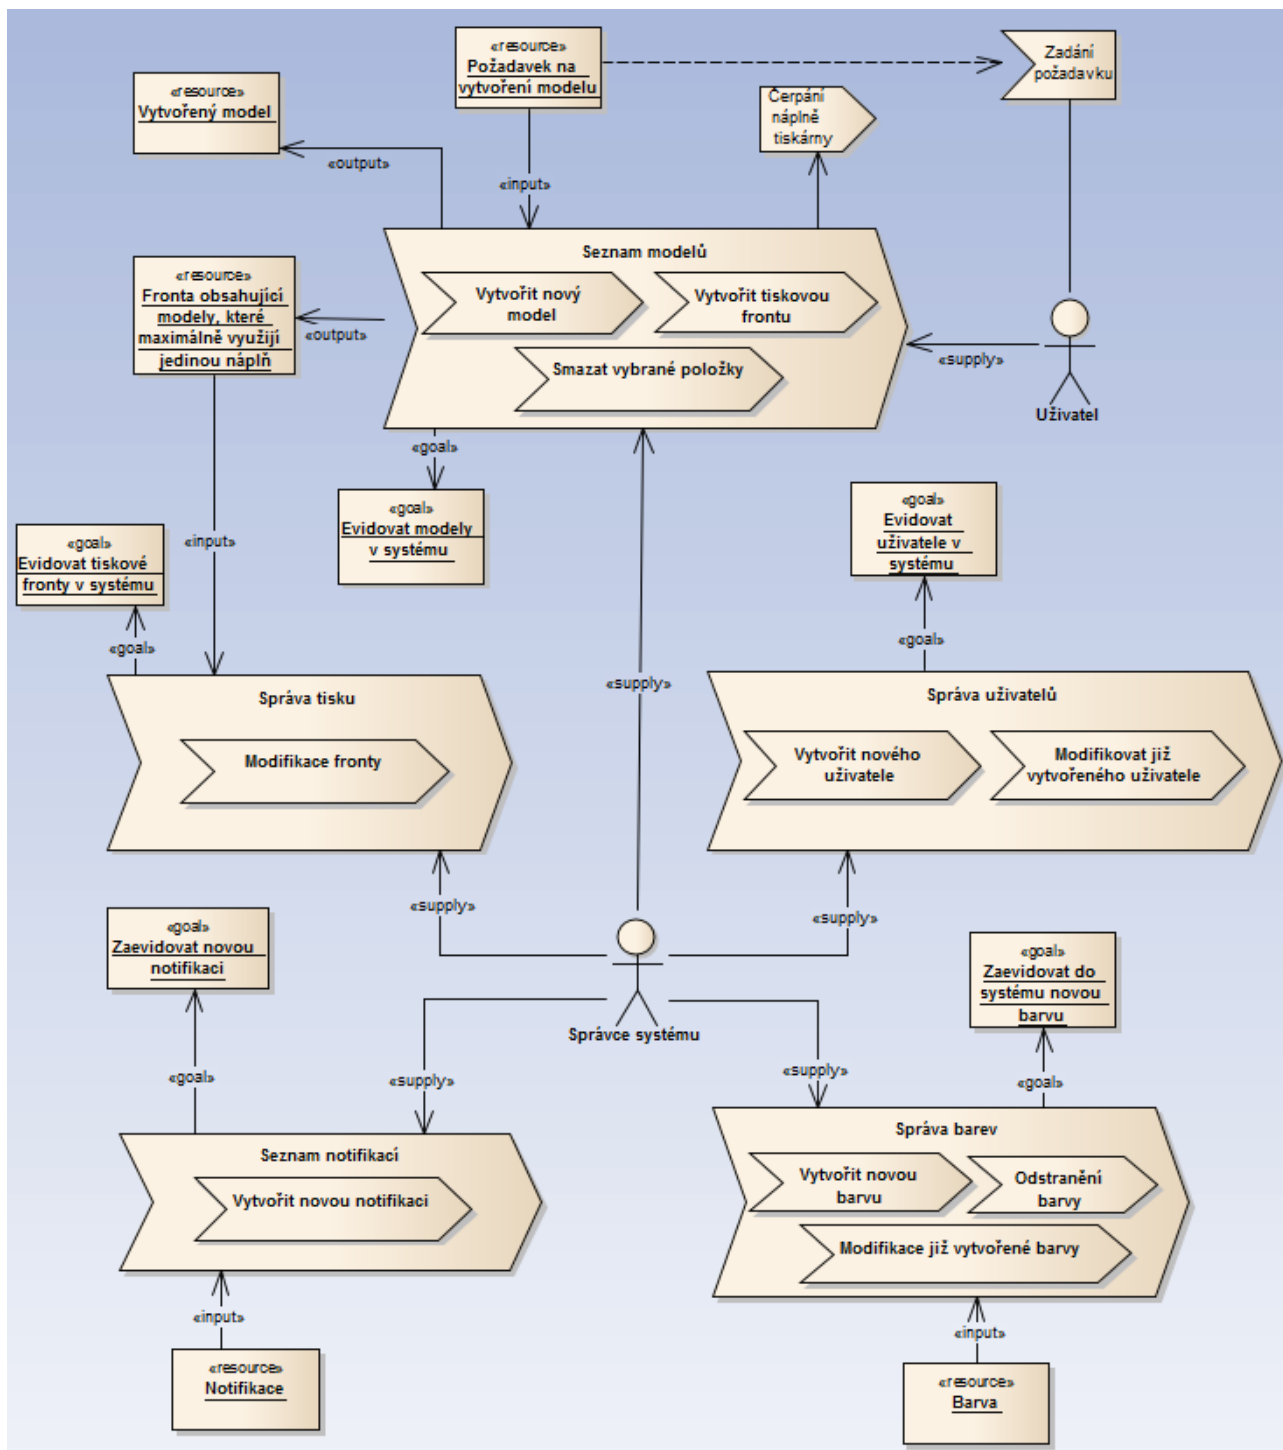 «resource»
Požadavek na
vytvoření modelu
Zadání
požadavku
«resource»
Vytvořený model
Čerpání
náplně
tiskárny
«output»
«input»
Seznam modelů
Vytvořit nový
model
Vytvořit tiskovou
frontu
Smazat vybrané položky
«resource»
Fronta obsahující
modely, které
maximálně využijí
jedinou náplň
«output»
«supply»
Uživatel
«goal»
«goal»
Evidovat modely
v systému
«goal»
Evidovat
uživatele v
systému
«goal»
Evidovat tiskové
fronty v systému
«input»
«goal»
«goal»
«supply»
Správa tisku
Modifikace fronty
Správa uživatelů
Vytvořit nového
uživatele
Modifikovat již
vytvořeného uživatele
«supply»
«supply»
«goal»
Zaevidovat novou
notifikaci
Správce systému
«goal»
Zaevidovat do
systému novou
barvu
«goal»
«supply»
«supply»
«goal»
Seznam notifikací
Vytvořit novou notifikaci
Správa barev
Vytvořit novou
barvu
Odstranění
barvy
Modifikace již vytvořené barvy
«input»
«input»
«resource»
Notifikace
«resource»
Barva